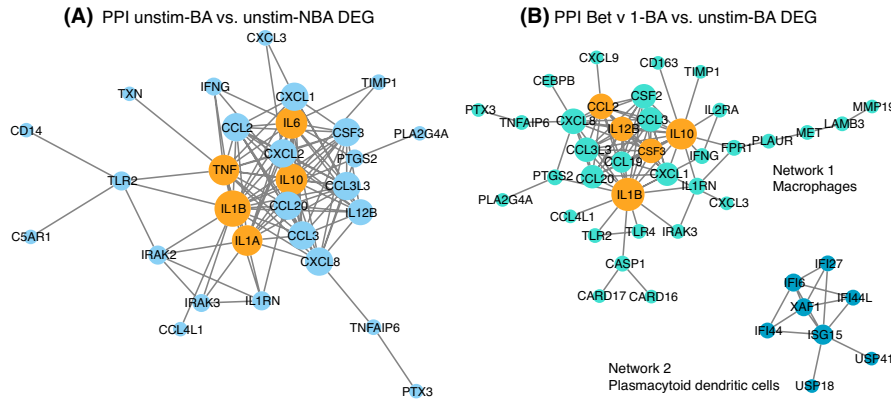 (A) PPI unstim-BA vs. unstim-NBA DEG
CXCL3
TXN
IFNG
CXCL1
TIMP1
CD14
CCL2
IL6
CSF3
PLA2G4A
CXCL2
PTGS2
TLR2
TNF
IL10
CCL3L3
IL1B
CCL20
IL12B
C5AR1
IL1A
CCL3
IRAK2
CXCL8
IRAK3
IL1RN
CCL4L1
TNFAIP6
PTX3
(B) PPI Bet v 1-BA vs. unstim-BA DEG
CXCL9
CD163
TIMP1
CEBPB
CSF2
PTX3
CCL2
IL2RA
MMP19
TNFAIP6
CXCL8
CCL3
IL12B
IL10
LAMB3
MET
PLAUR
FPR1
CCL3L3
CSF3
IFNG
CCL19
PTGS2
CCL20
CXCL1
IL1RN
PLA2G4A
IL1B
CXCL3
CCL4L1
TLR2
TLR4
IRAK3
CASP1
CARD17
CARD16
Network 1
Macrophages
IFI27
IFI6
IFI44L
XAF1
IFI44
ISG15
USP41
USP18
Network 2
Plasmacytoid dendritic cells